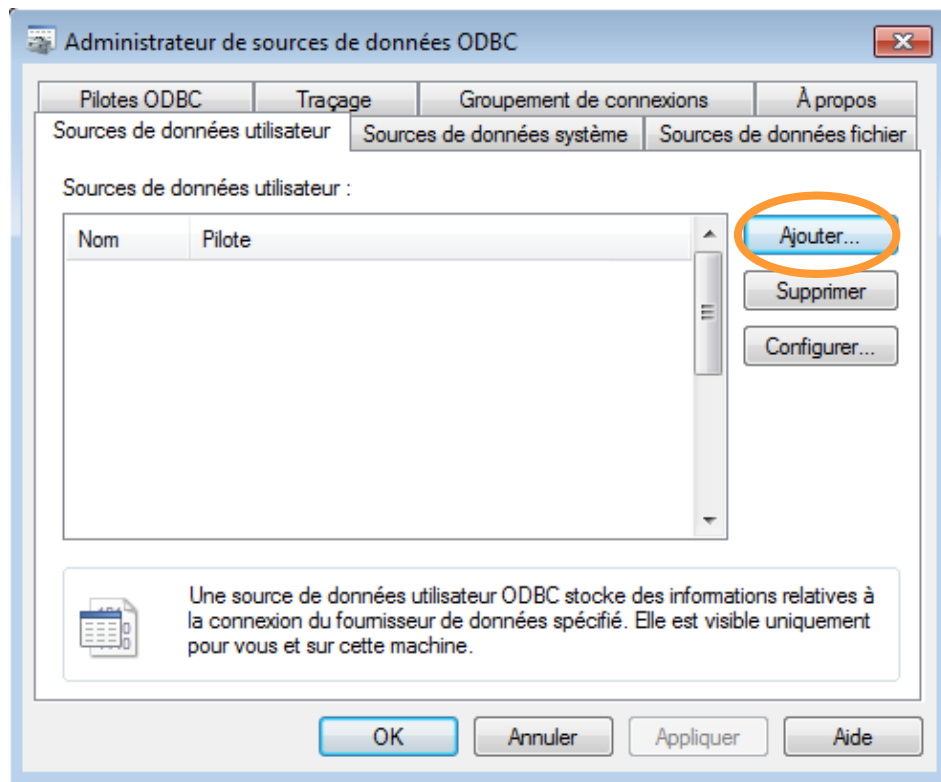 Administrateur de sources de données ODBC
Pilotes ODBC
Traçage
Groupement de connexions
À propos
Sources de données utilisateur
Sources de données système
Sources de données fichier
Sources de données utilisateur :
Nom
Pilote
Ajouter...
Supprimer
Configurer...
Une source de données utilisateur ODBC stocke des informations relatives à
la connexion du fournisseur de données spécifié. Elle est visible uniquement
pour vous et sur cette machine.
OK
Annuler
Appliquer
Aide